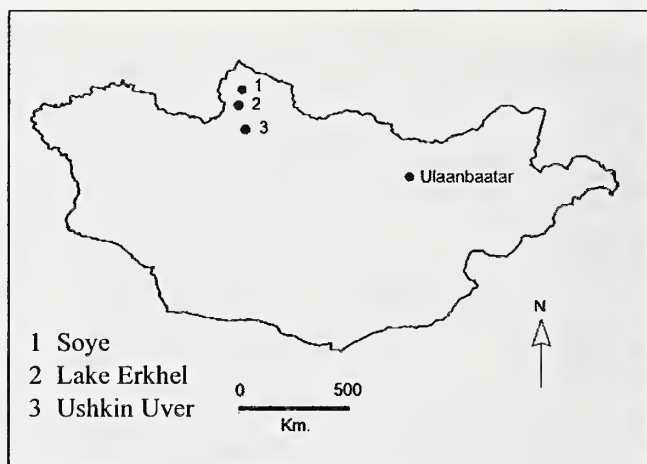 1
2
3
Ulaanbaatar
N
1 Soye
2 Lake Erkhel
3 Ushkin Uver
0 500
Km.